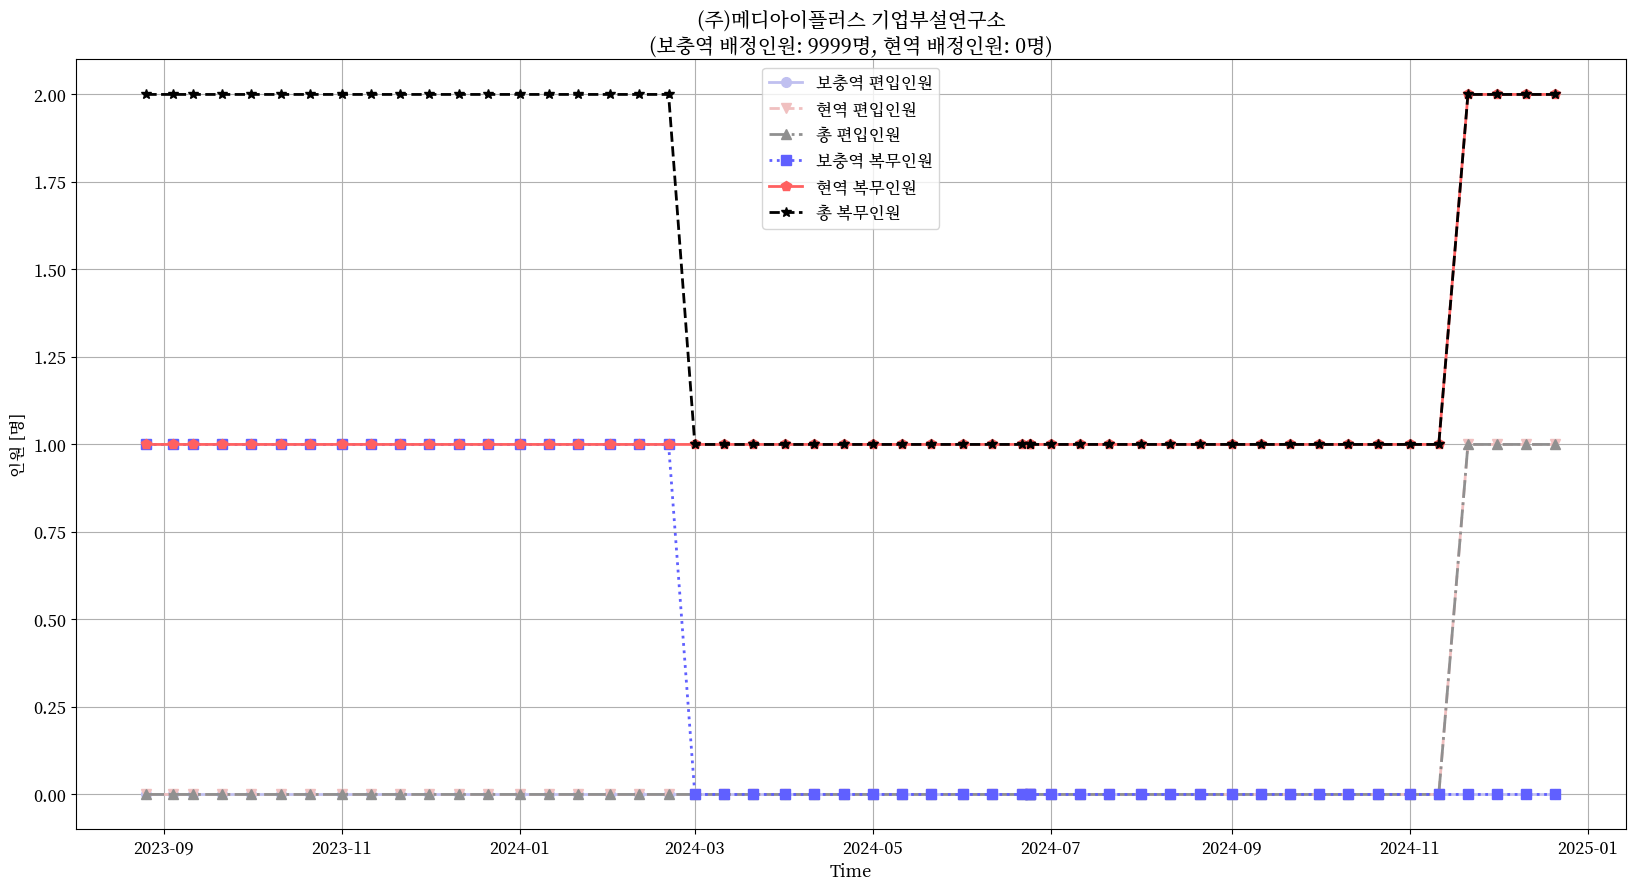 (주)메디아이플러스 기업부설연구소
(보충역 배정인원: 9999명, 현역 배정인원: 0명)
보충역 편입인원
현역 편입인원
총 편입인원
보충역 복무인원
현역 복무인원
총 복무인원
2.00
1.75
1.50
1.25
1.00
0.75
0.50
0.25
0.00
인원 [명]
2023-09
2023-11
2024-01
2024-03
2024-05
2024-07
2024-09
2024-11
2025-01
Time